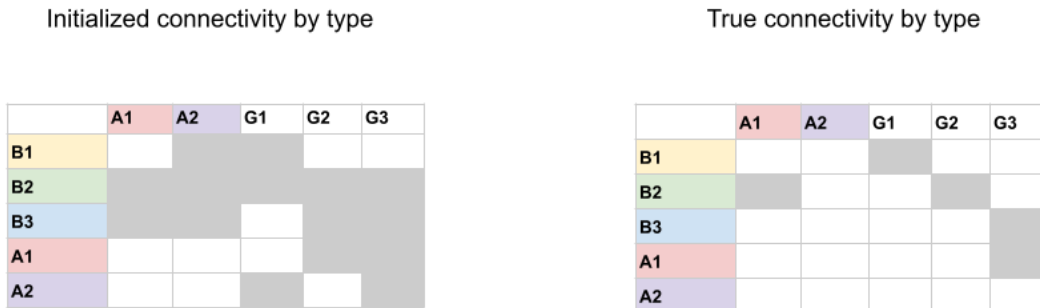 Initialized connectivity by type
True connectivity by type
A1 A2 G1 G2 G3
B1
B2
B3
A1
A2
A1 A2 G1 G2 G3
B1
B2
B3
A1
A2